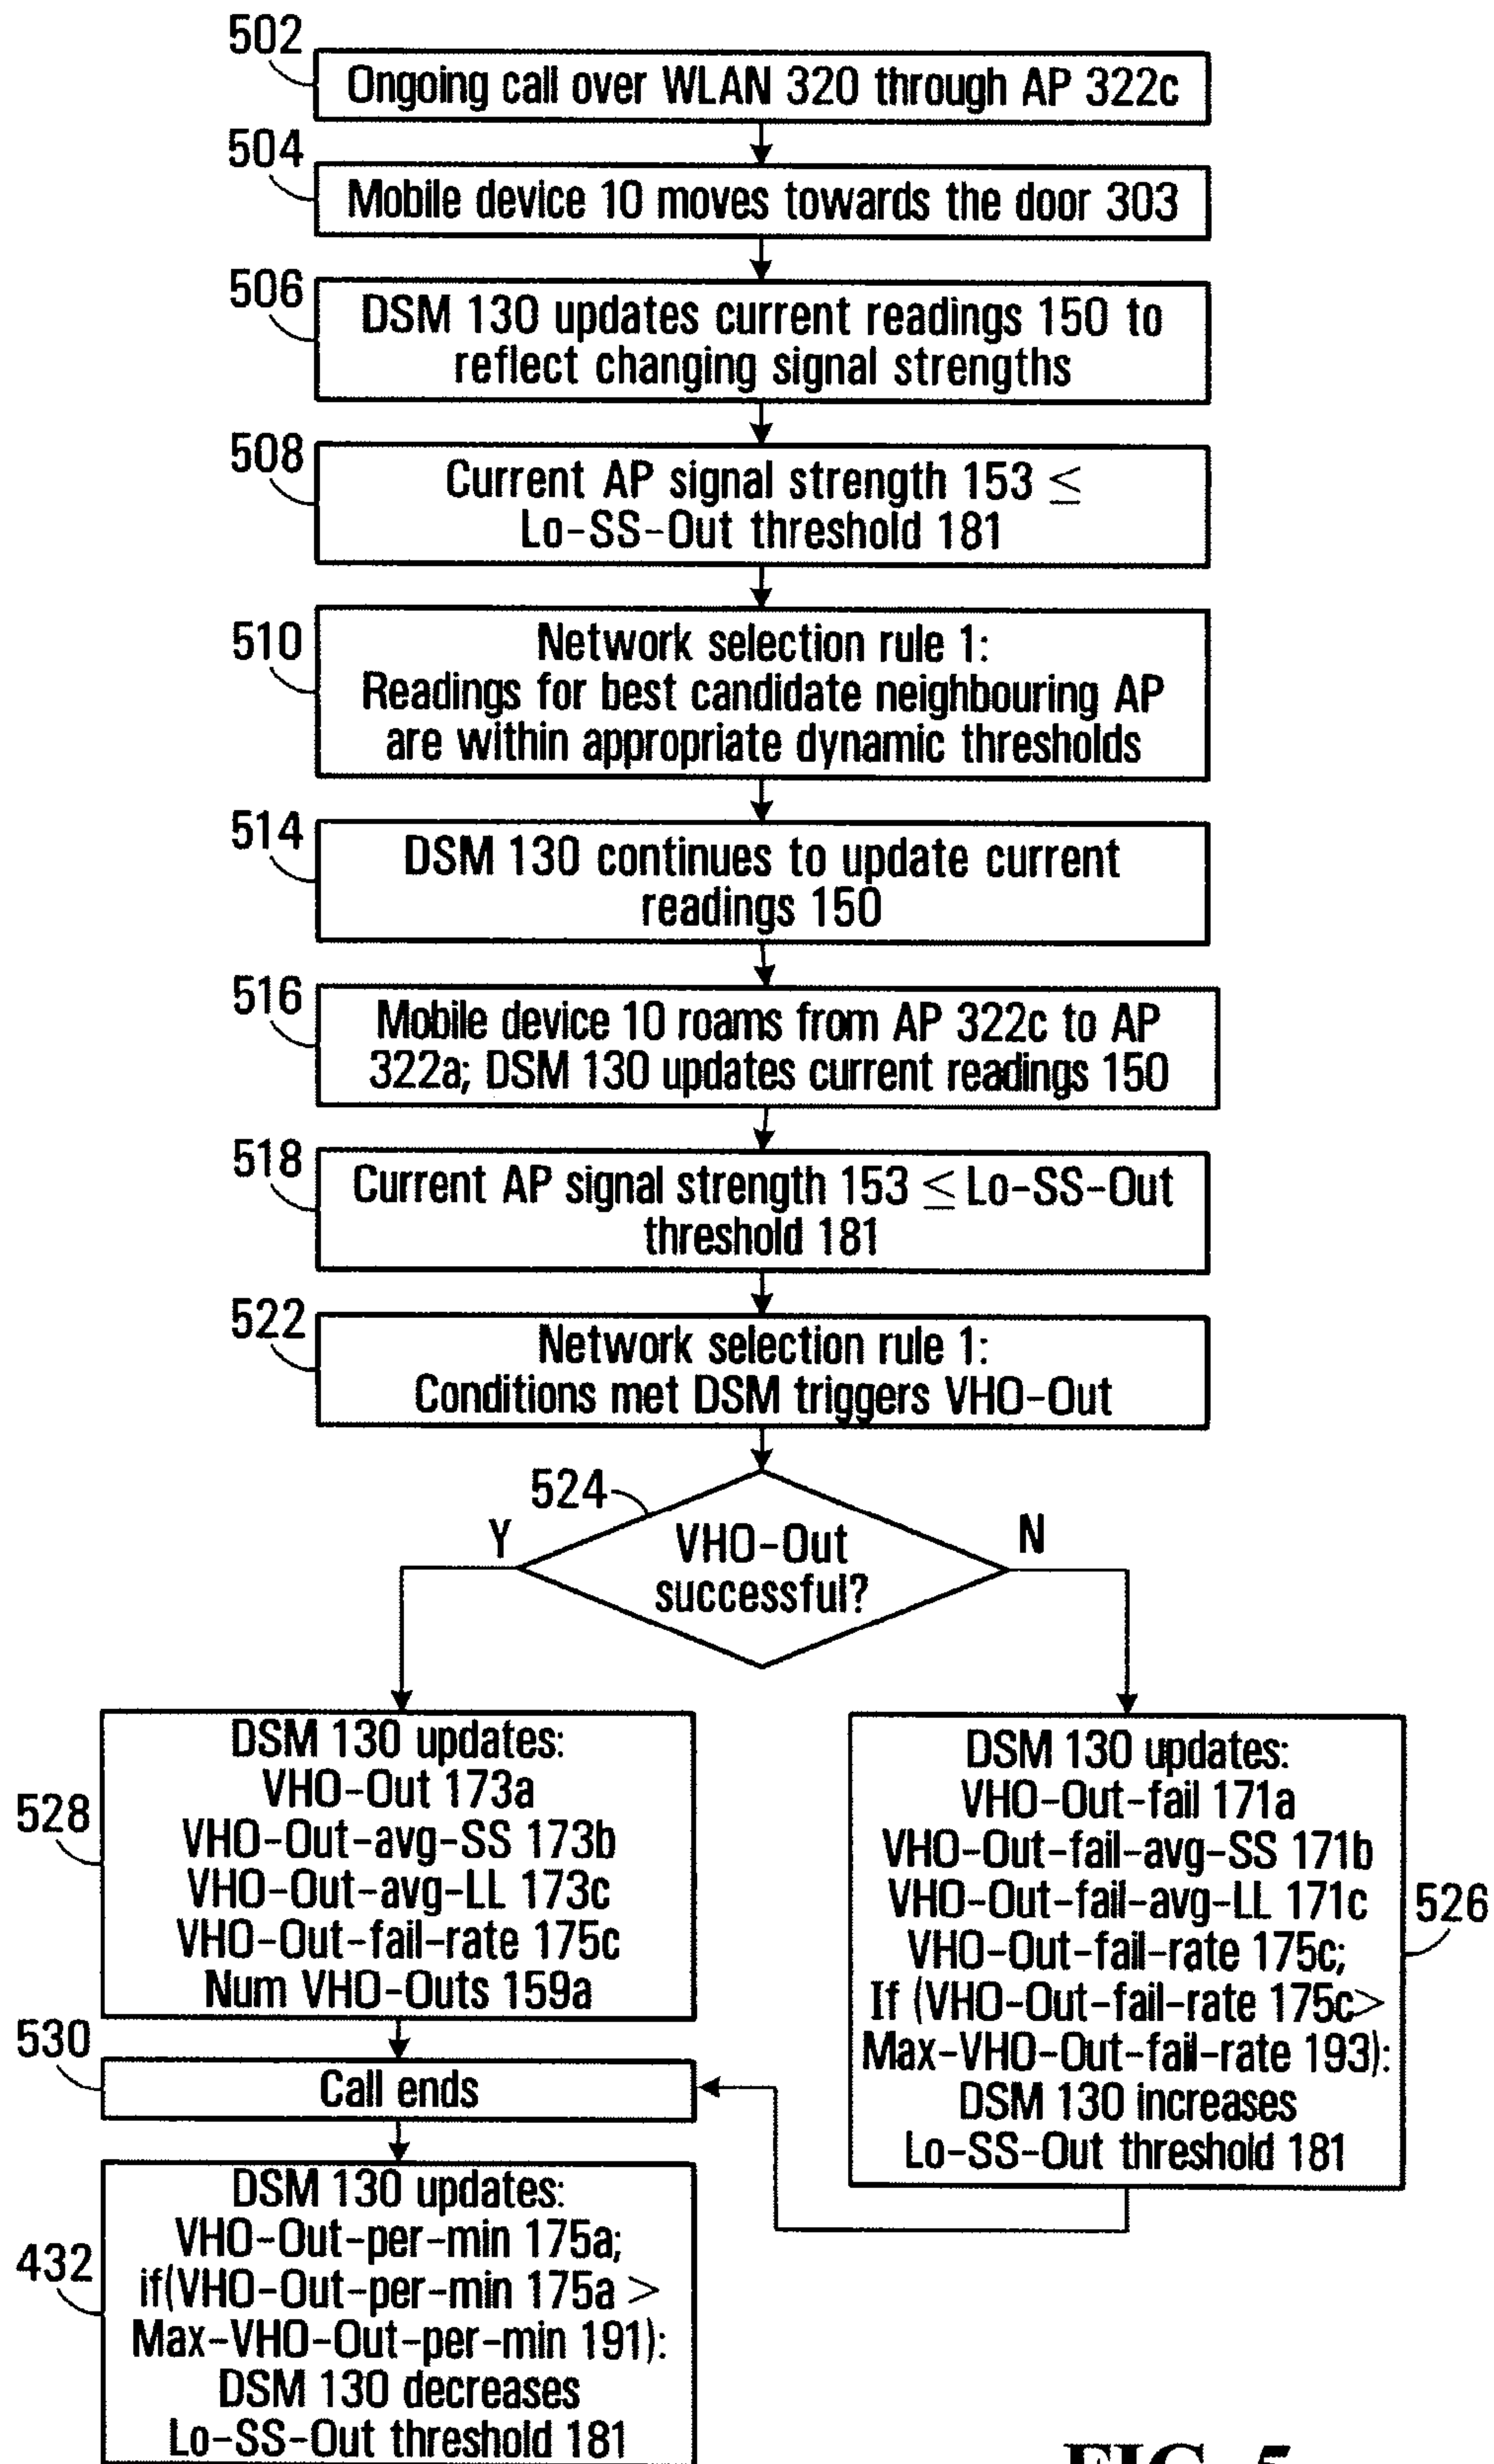 502
Ongoing call over WLAN 320 through AP 322c
504
Mobile device 10 moves towards the door 303
506
DSM 130 updates current readings 150 to
reflect changing signal strengths
508
Current AP signal strength 153 ≤
Lo-SS-Out threshold 181
510
Network selection rule 1:
Readings for best candidate neighbouring AP
are within appropriate dynamic thresholds
514
DSM 130 continues to update current
readings 150
516
Mobile device 10 roams from AP 322c to AP
322a; DSM 130 updates current readings 150
518
Current AP signal strength 153 ≤ Lo-SS-Out
threshold 181
522
Network selection rule 1:
Conditions met DSM triggers VHO-Out
524
VHO-Out
successful?
Y
N
528
DSM 130 updates:
VHO-Out 173a
VHO-Out-avg-SS 173b
VHO-Out-avg-LL 173c
VHO-Out-fail-rate 175c
Num VHO-Outs 159a
526
DSM 130 updates:
VHO-Out-fail 171a
VHO-Out-fail-avg-SS 171b
VHO-Out-fail-avg-LL 171c
VHO-Out-fail-rate 175c;
If (VHO-Out-fail-rate 175c>
Max-VHO-Out-fail-rate 193):
DSM 130 increases
Lo-SS-Out threshold 181
530
Call ends
432
DSM 130 updates:
VHO-Out-per-min 175a;
if(VHO-Out-per-min 175a >
Max-VHO-Out-per-min 191):
DSM 130 decreases
Lo-SS-Out threshold 181
FIG. 5